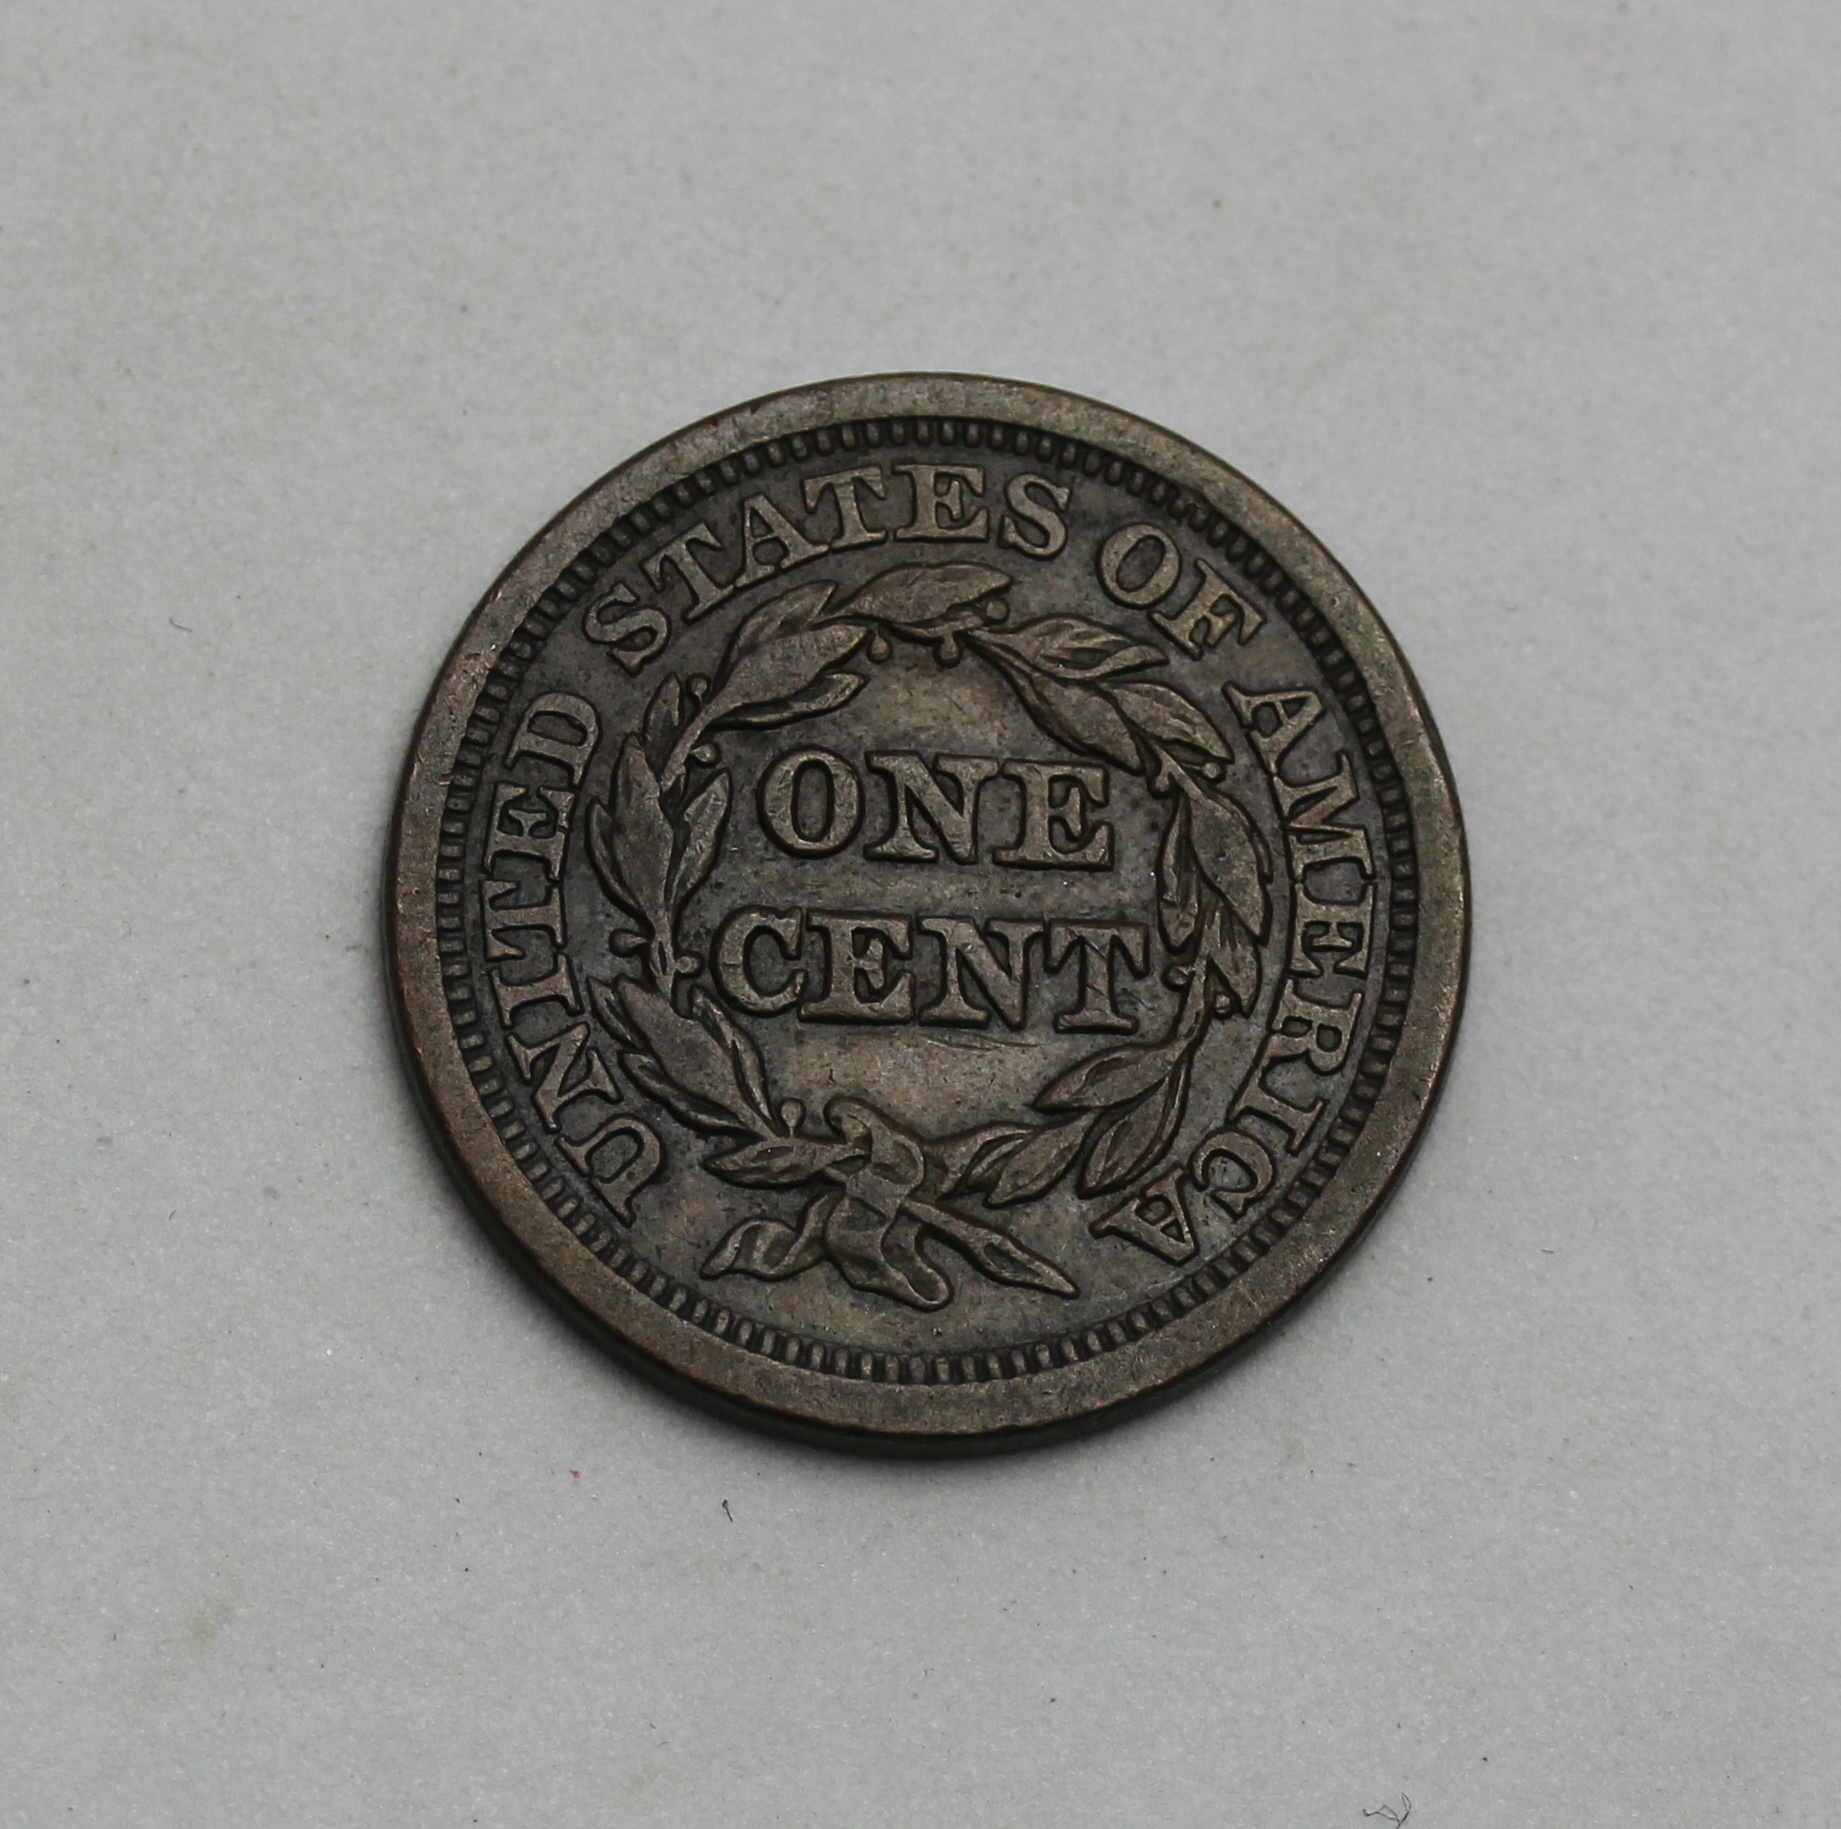 UNITED STATES OF AMERICA
ONE
CENT